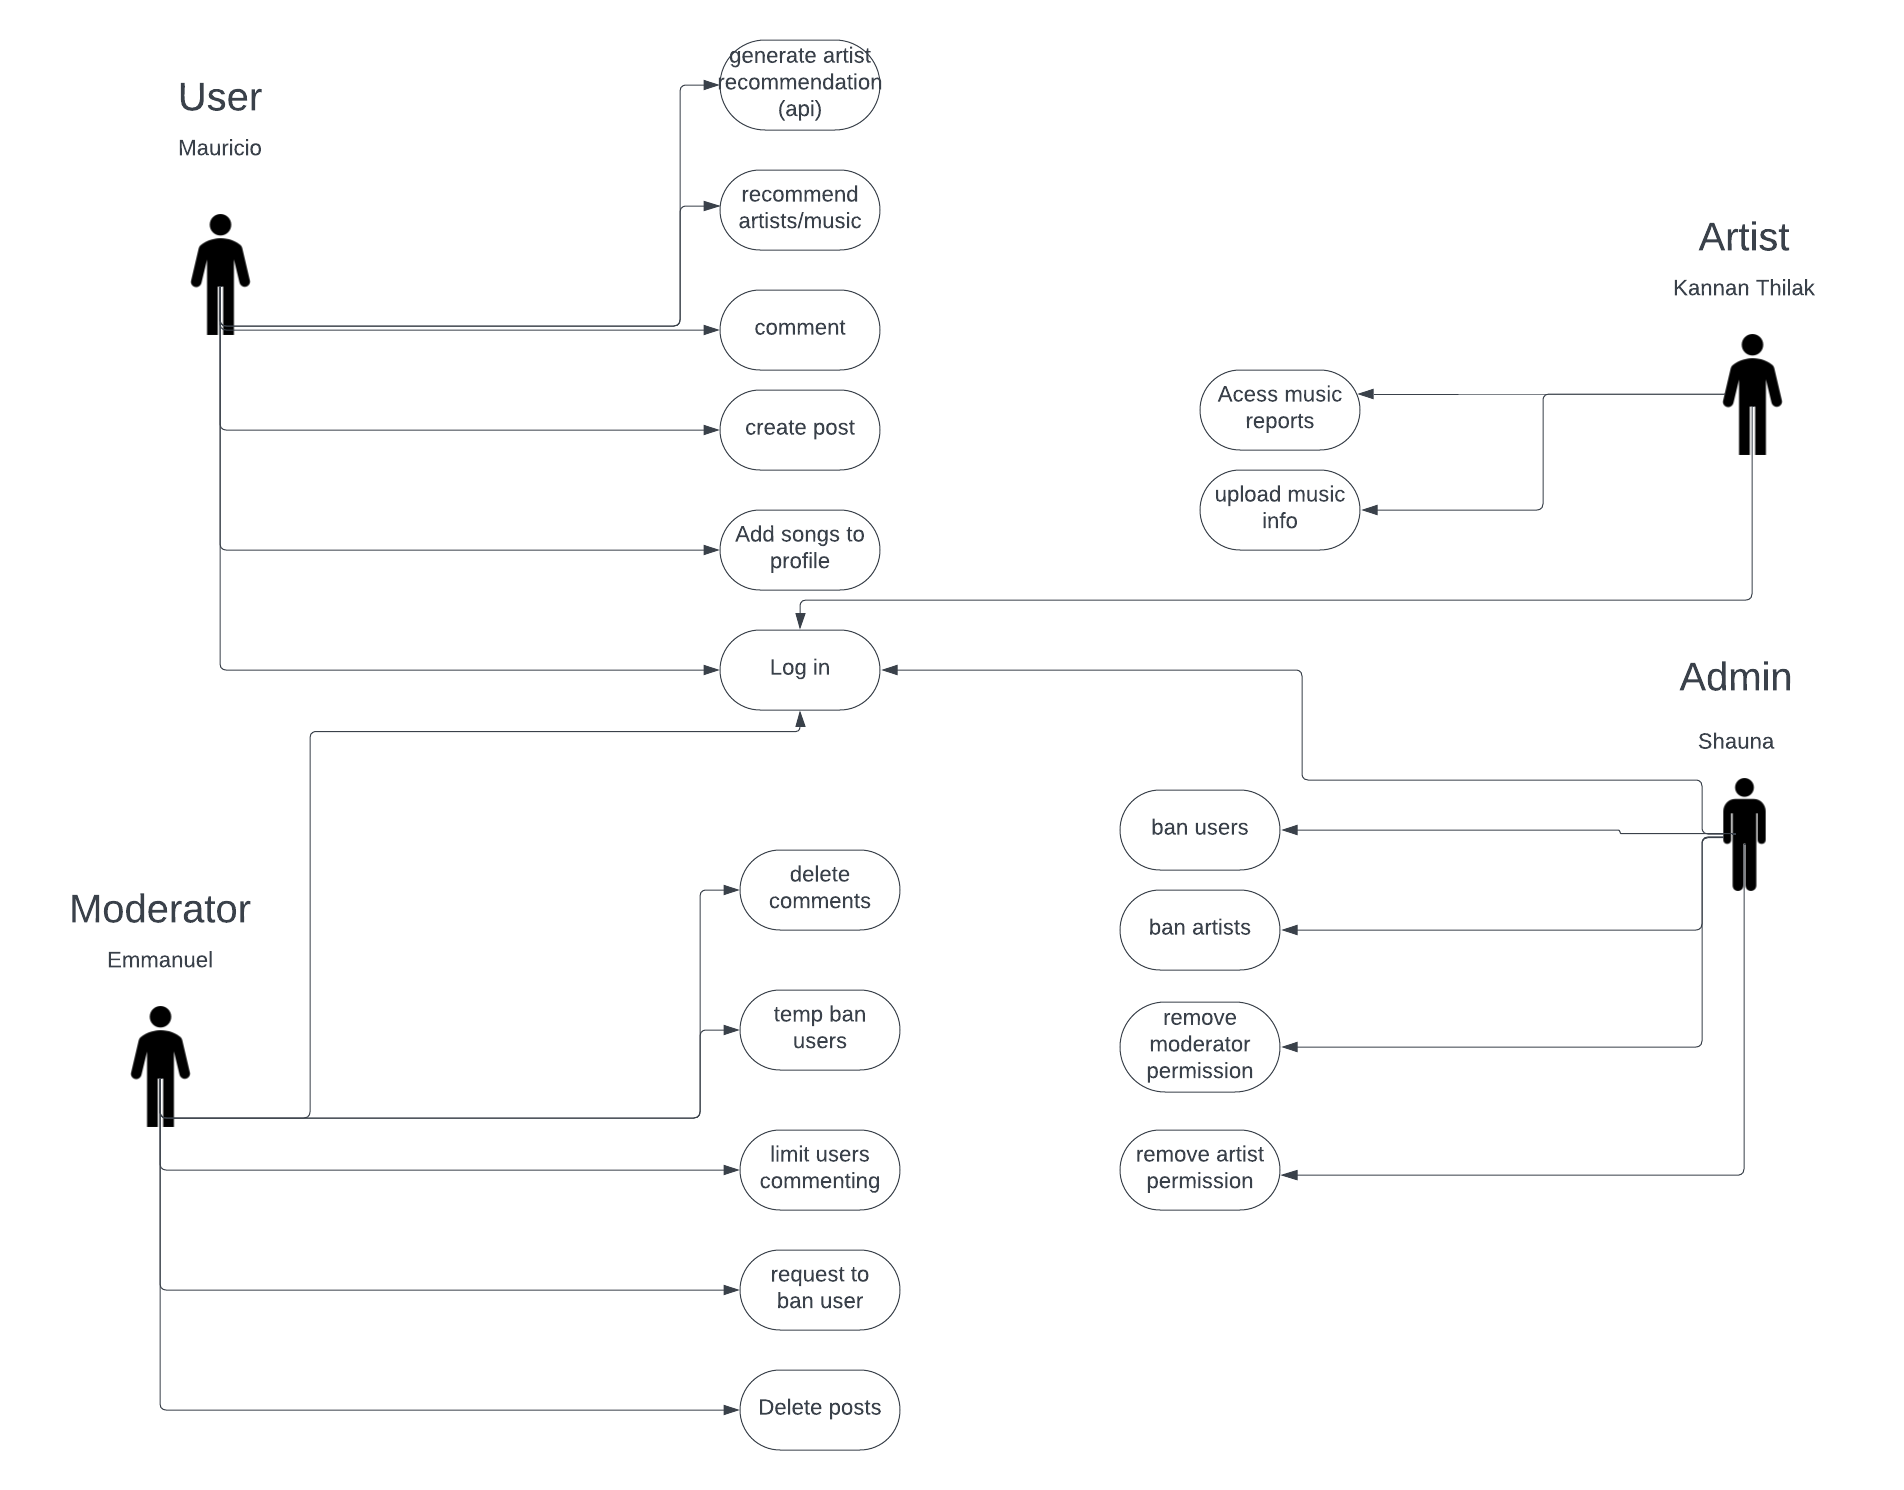 User
Mauricio
generate artist
recommendation
(api)
recommend
artists/music
comment
create post
Add songs to
profile
Log in
Artist
Kannan Thilak
Acess music
reports
upload music
info
Admin
Shauna
ban users
ban artists
remove
moderator
permission
remove artist
permission
Moderator
Emmanuel
delete
comments
temp ban
users
limit users
commenting
request to
ban user
Delete posts